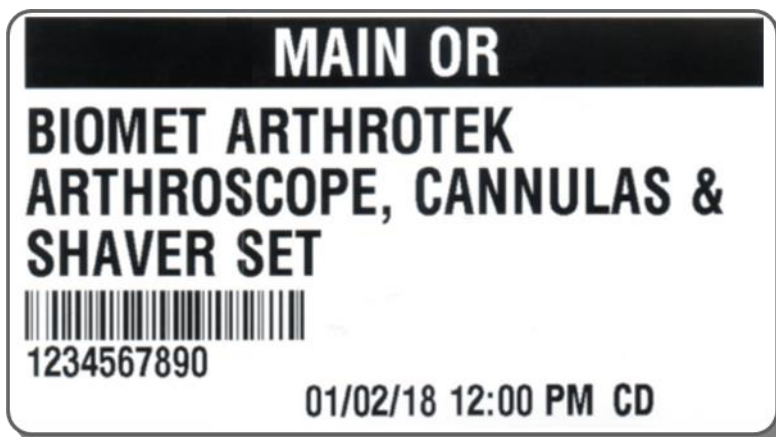 MAIN OR
BIOMET ARTHROTEK
ARTHROSCOPE, CANNULAS &
SHAVER SET
1234567890
01/02/18 12:00 PM CD